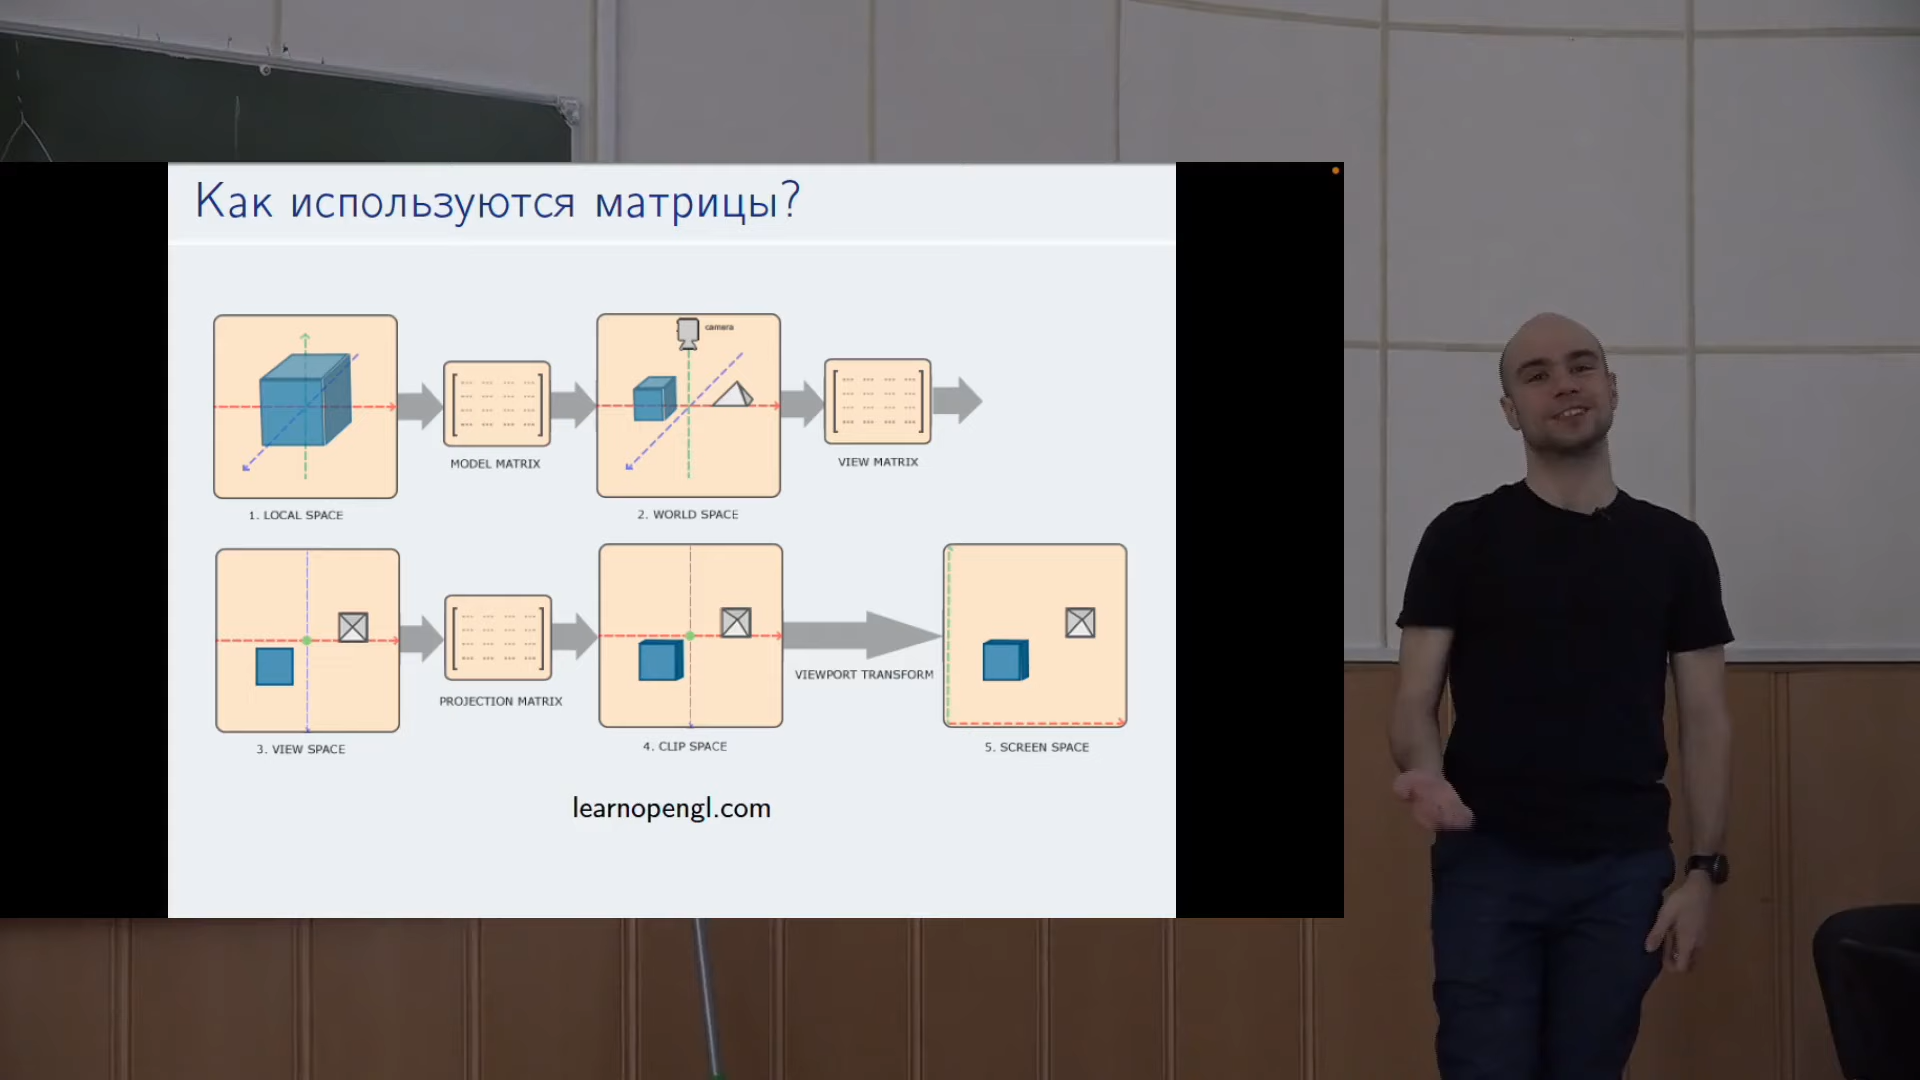 Как используются матрицы?
camera
MODEL MATRIX
VIEW MATRIX
1. LOCAL SPACE
2. WORLD SPACE
PROJECTION MATRIX
VIEWPORT TRANSFORM
3. VIEW SPACE
4. CLIP SPACE
5. SCREEN SPACE
learnopengl.com